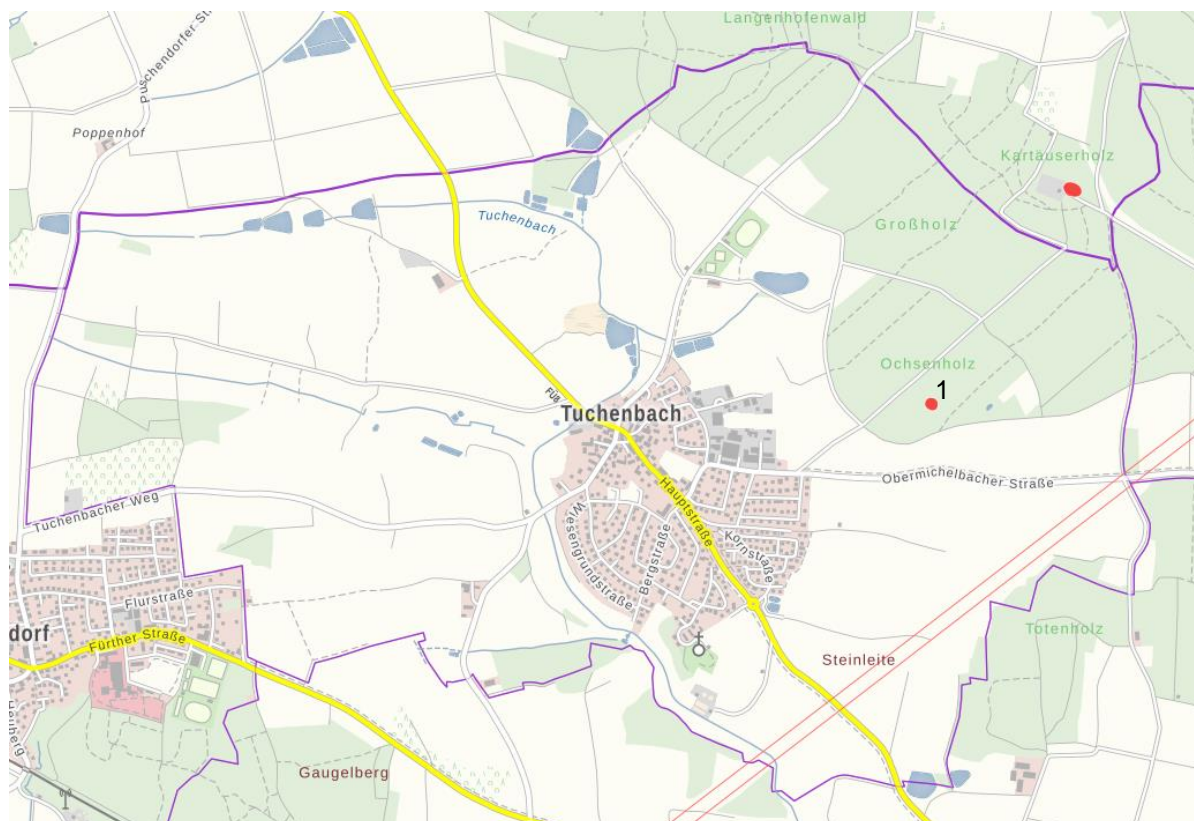 Langenhofenwald
Puschendorfer Str
Poppenhof
Kartäuserholz
Tuchenbach
Großholz
Ochsenholz
1
FÜ8
Tuchenbach
Obermichelbacher Straße
Hauptstraße
Tuchenbacher Weg
Wiesengrundstraße
Bergstraße
Kornstraße
Flurstraße
dorf
Fürther Straße
Totenholz
Steinleite
Gaugelberg